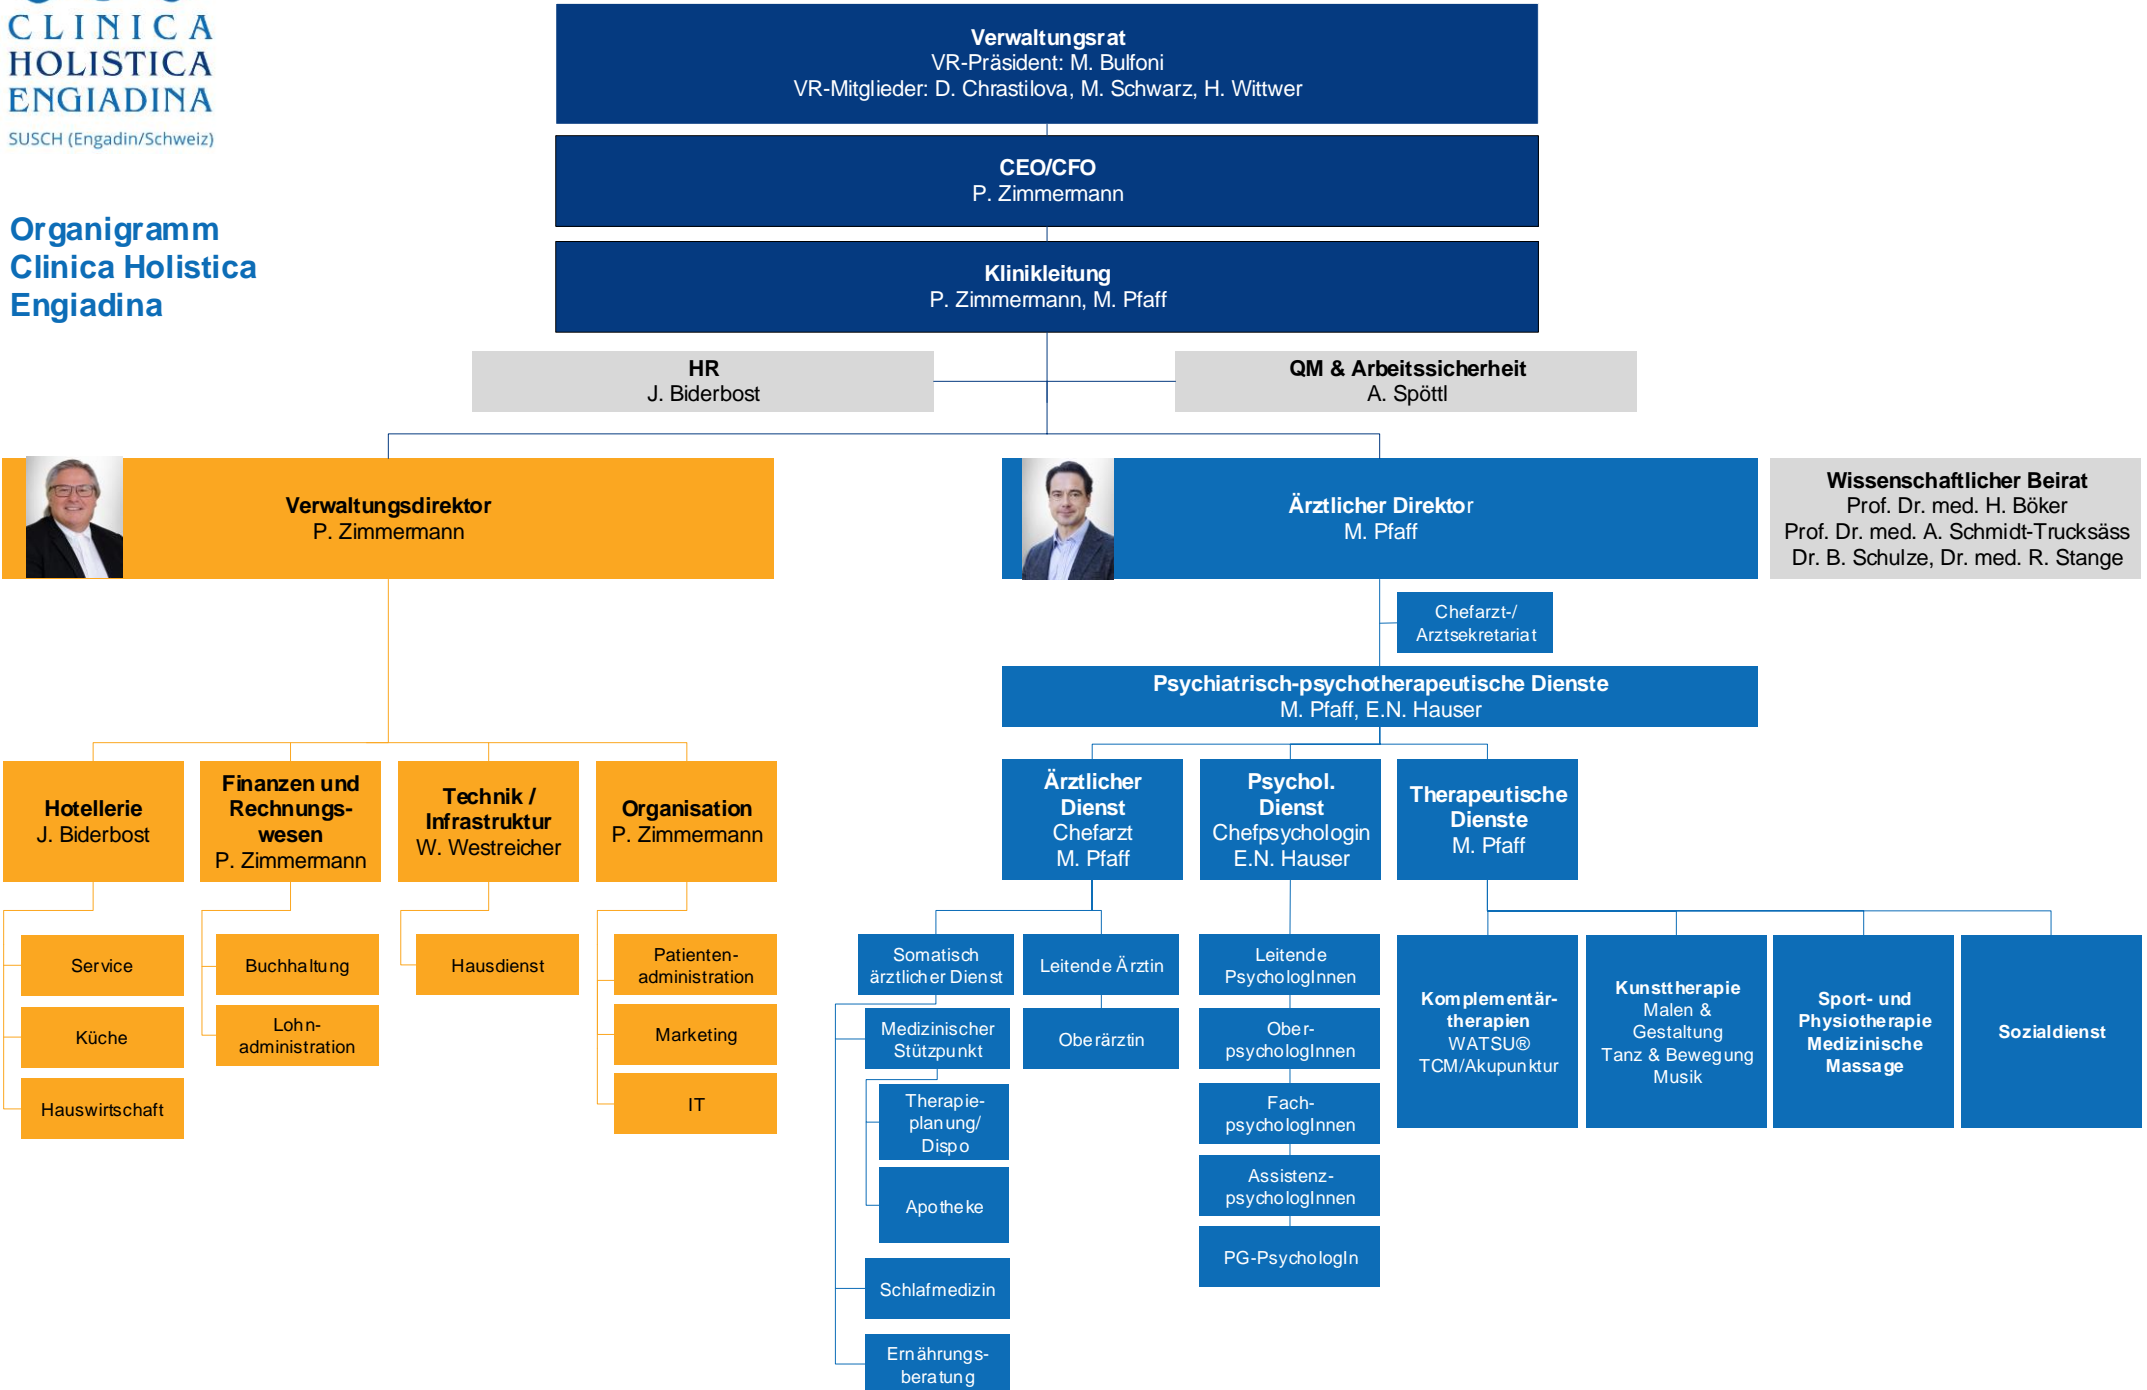 CLINICA
HOLISTICA
ENGIADINA
SUSCH (Engadin/Schweiz)
Organigramm
Clinica Holistica
Engiadina
Verwaltungsrat
VR-Präsident: M. Bulfoni
VR-Mitglieder: D. Chrastilova, M. Schwarz, H. Wittwer
CEO/CFO
P. Zimmermann
Klinikleitung
P. Zimmermann, M. Pfaff
HR
J. Biderbost
QM & Arbeitssicherheit
A. Spöttl
Verwaltungsdirektor
P. Zimmermann
Ärztlicher Direktor
M. Pfaff
Wissenschaftlicher Beirat
Prof. Dr. med. H. Böker
Prof. Dr. med. A. Schmidt-Trucksäss
Dr. B. Schulze, Dr. med. R. Stange
Chefarzt-/
Arztsekretariat
Psychiatrisch-psychotherapeutische Dienste
M. Pfaff, E.N. Hauser
Hotellerie
J. Biderbost
Finanzen und
Rechnungs-
wesen
P. Zimmermann
Technik /
Infrastruktur
W. Westreicher
Organisation
P. Zimmermann
Ärztlicher
Dienst
Chefarzt
M. Pfaff
Psychol.
Dienst
Chefpsychologin
E.N. Hauser
Therapeutische
Dienste
M. Pfaff
Service
Küche
Hauswirtschaft
Buchhaltung
Lohn-
administration
Hausdienst
Patienten-
administration
Marketing
IT
Somatisch
ärztlicher Dienst
Medizinischer
Stützpunkt
Therapie-
planung/
Dispo
Apotheke
Schlafmedizin
Ernährungs-
beratung
Leitende Ärztin
Oberärztin
Leitende
PsychologInnen
Ober-
psychologInnen
Fach-
psychologInnen
Assistenz-
psychologInnen
PG-PsychologIn
Komplementär-
therapien
WATSU®
TCM/Akupunktur
Kunsttherapie
Malen &
Gestaltung
Tanz & Bewegung
Musik
Sport- und
Physiotherapie
Medizinische
Massage
Sozialdienst